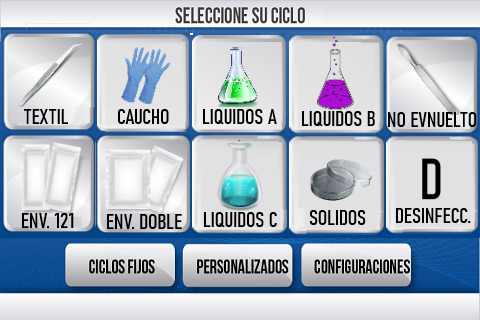 SELECCIONE SU CICLO
TEXTIL
CAUCHO
LIQUIDOS A
LIQUIDOS B
NO EVNUELTO
ENV. 121
ENV. DOBLE
LIQUIDOS C
SOLIDOS
D
DESINFECC.
CICLOS FIJOS
PERSONALIZADOS
CONFIGURACIONES